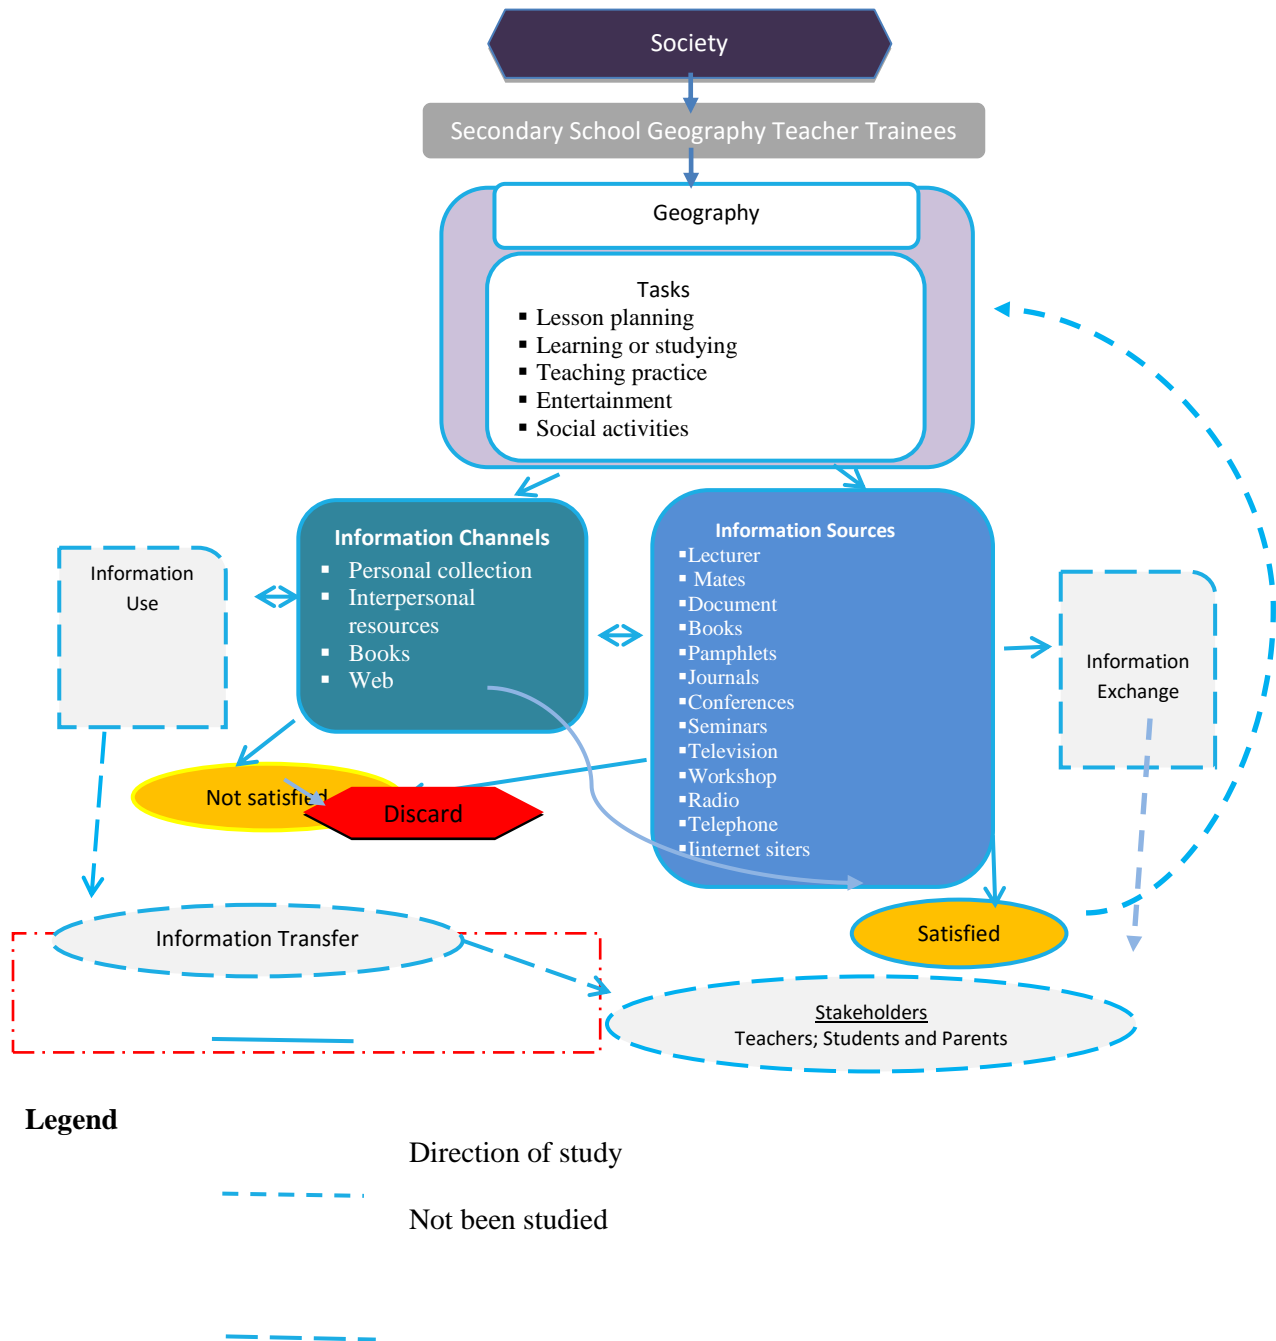 Society
Secondary School Geography Teacher Trainees
Geography
Tasks
▪ Lesson planning
▪ Learning or studying
▪ Teaching practice
▪ Entertainment
▪ Social activities
Information Channels
▪ Personal collection
▪ Interpersonal
resources
▪ Books
▪ Web
Information Sources
▪Lecturer
▪ Mates
▪Document
▪Books
▪Pamphlets
▪Journals
▪Conferences
▪Seminars
▪Television
▪Workshop
▪Radio
▪Telephone
▪Iinternet siters
Information
Use
Information
Exchange
Not satisfied
Discard
Information Transfer
Satisfied
Stakeholders
Teachers; Students and Parents
Legend
Direction of study
Not been studied